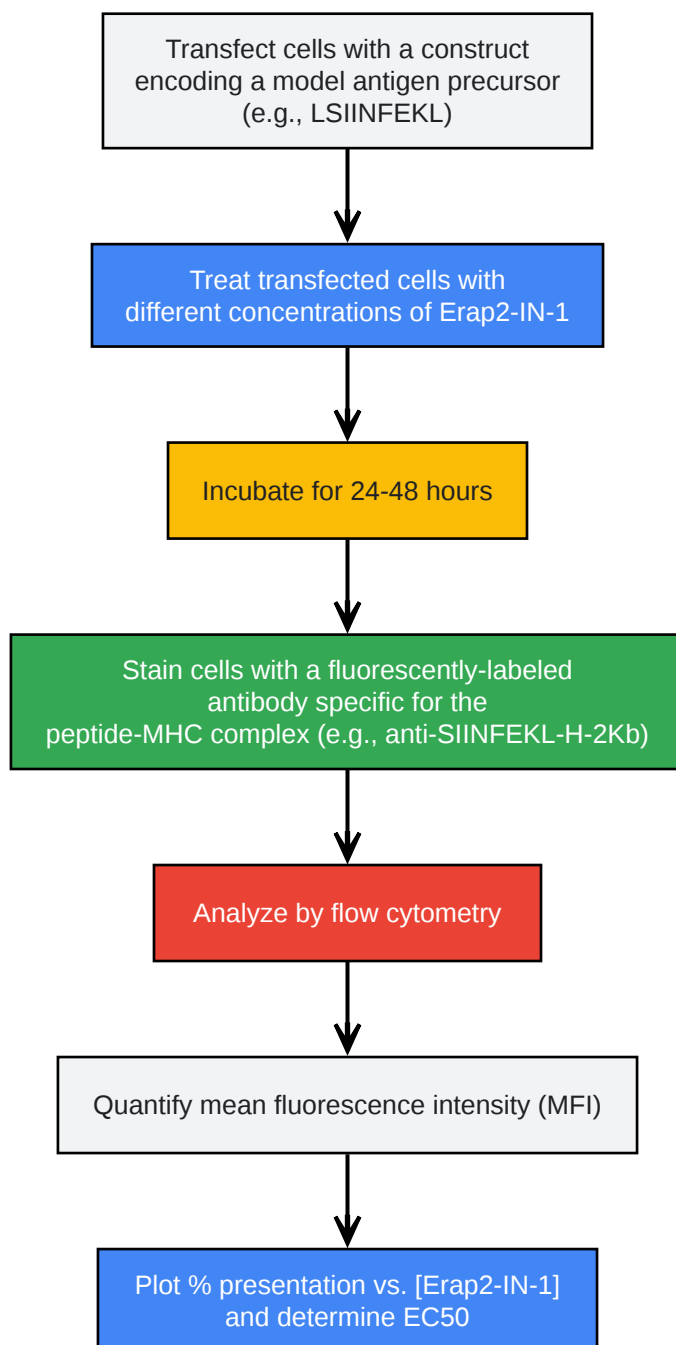 Transfect cells with a construct
encoding a model antigen precursor
(e.g., LSIINFEKL)
Treat transfected cells with
different concentrations of Erap2-IN-1
Incubate for 24-48 hours
Stain cells with a fluorescently-labeled
antibody specific for the
peptide-MHC complex (e.g., anti-SIINFEKL-H-2Kb)
Analyze by flow cytometry
Quantify mean fluorescence intensity (MFI)
Plot % presentation vs. [Erap2-IN-1]
and determine EC50